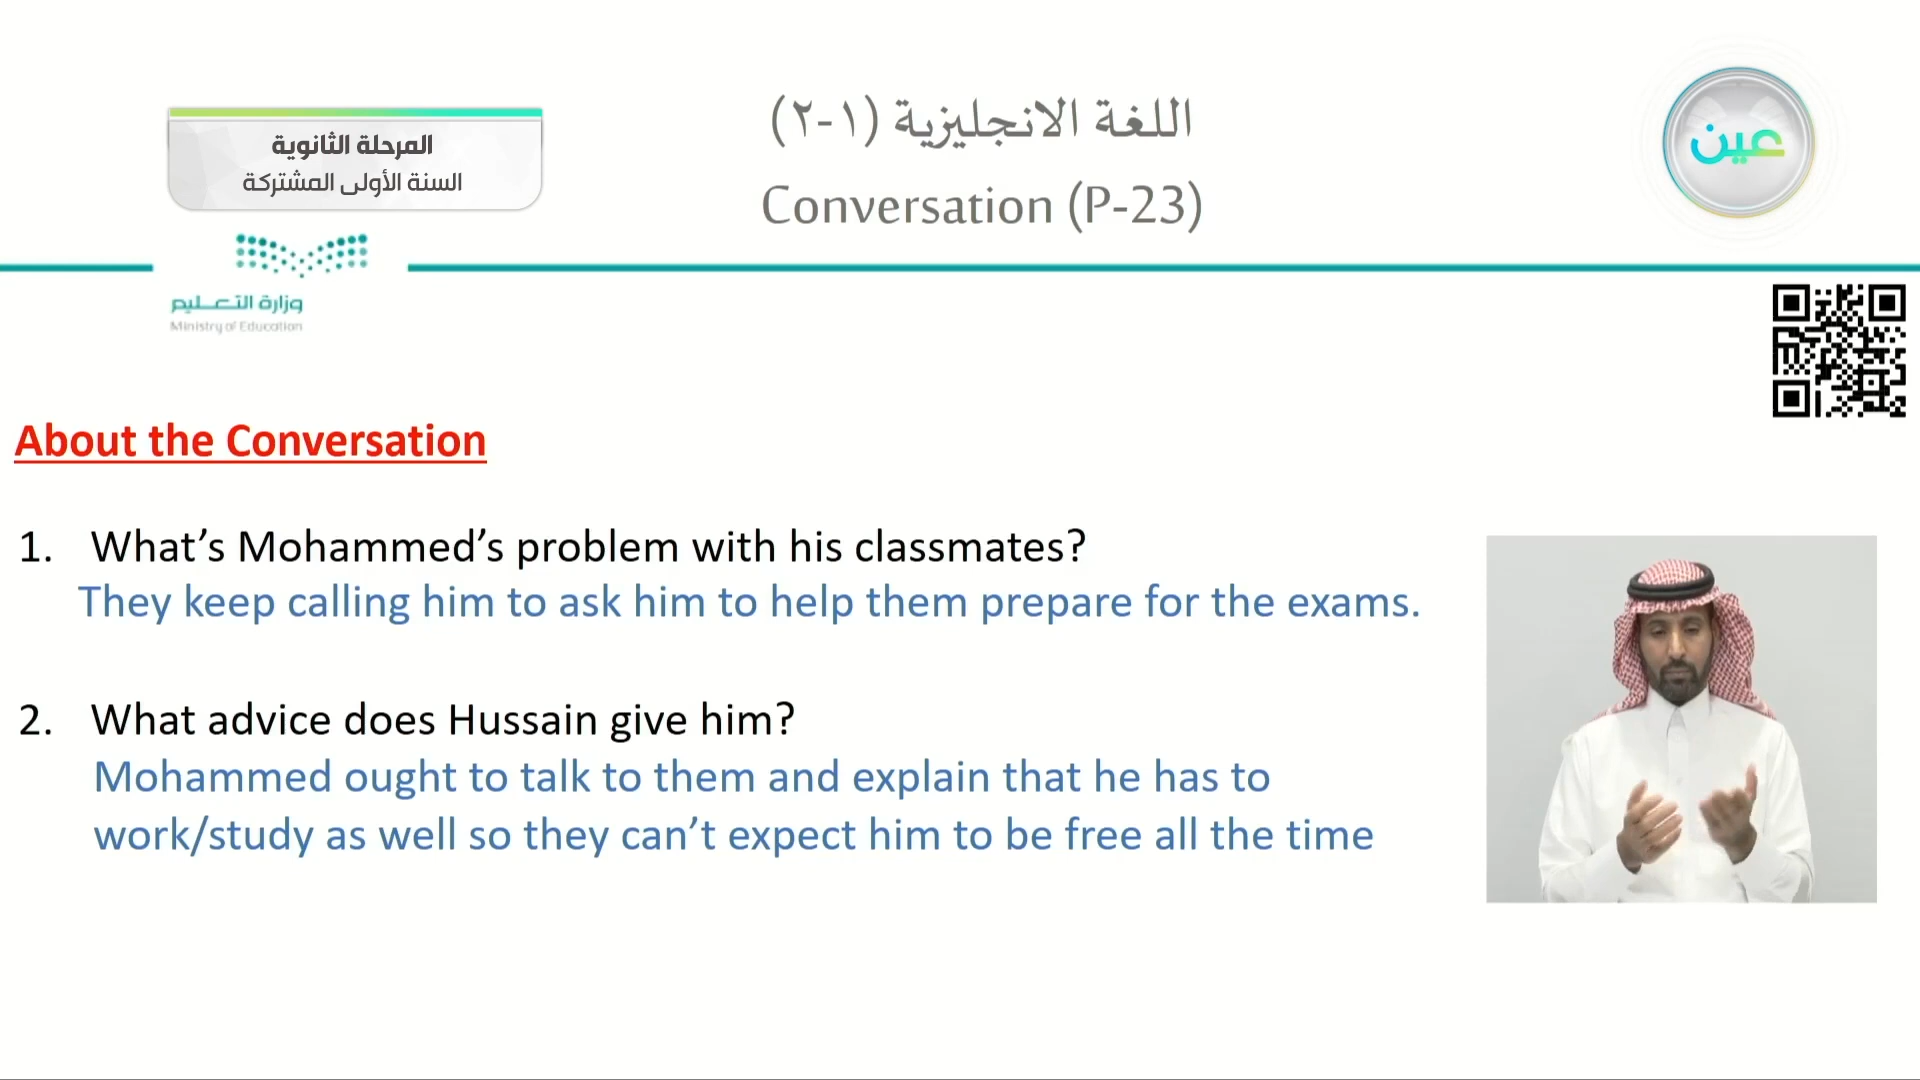 المرحلة الثانوية
السنة الأولى المشتركة
اللغة الانجليزية (١-٢)
Conversation (P-23)
عين
وزارة التعليم
Ministry of Education
About the Conversation
1. What’s Mohammed’s problem with his classmates?
They keep calling him to ask him to help them prepare for the exams.
2. What advice does Hussain give him?
Mohammed ought to talk to them and explain that he has to
work/study as well so they can’t expect him to be free all the time